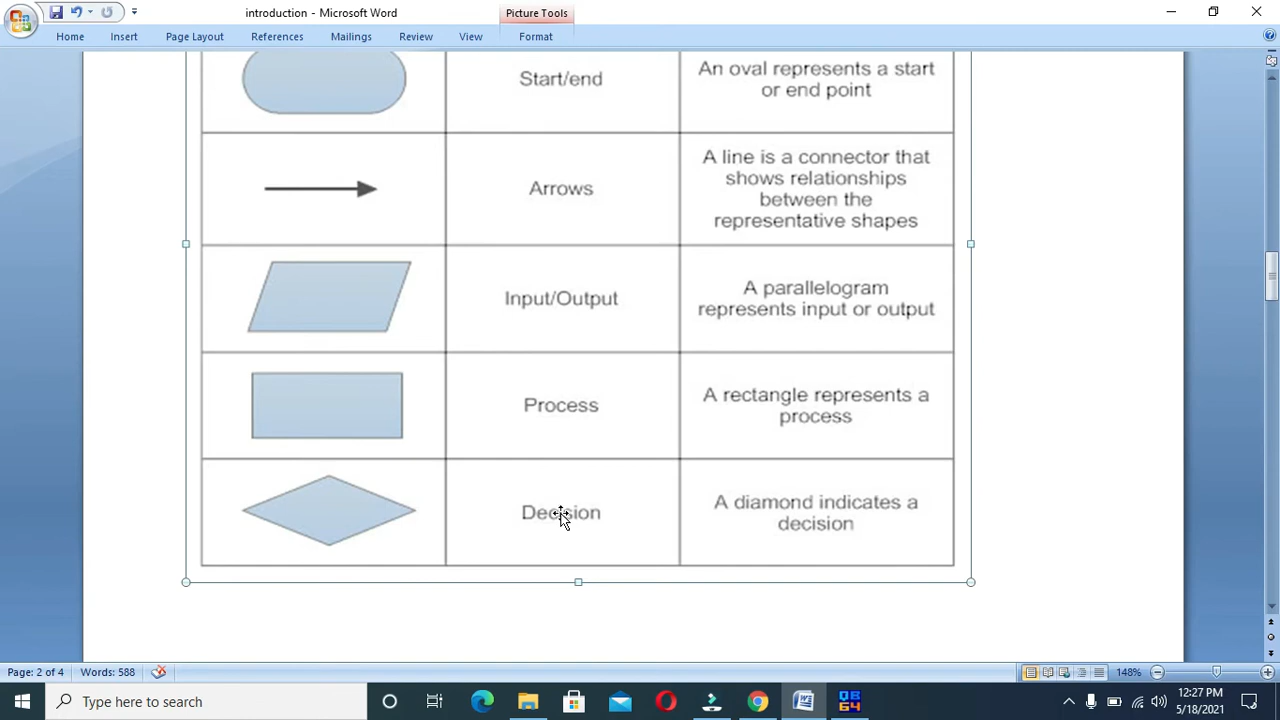 introduction - Microsoft Word
Picture Tools
Home
Insert
Page Layout
References
Mailings
Review
View
Format
Start/end
An oval represents a start
or end point
Arrows
A line is a connector that
shows relationships
between the
representative shapes
Input/Output
A parallelogram
represents input or output
Process
A rectangle represents a
process
Decision
A diamond indicates a
decision
Page: 2 of 4
Words: 588
148%
Type here to search
QB
64
12:27 PM
5/18/2021